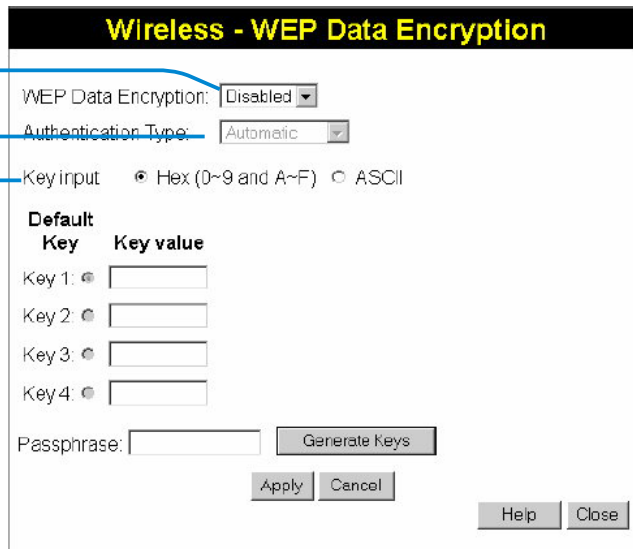 Wireless - WEP Data Encryption
WEP Data Encryption: Disabled
Authentication Type: Automatic
Key input Hex (0~9 and A~F) ASCII
Default
Key Key value
Key 1:
Key 2:
Key 3:
Key 4:
Passphrase: Generate Keys
Apply Cancel
Help Close